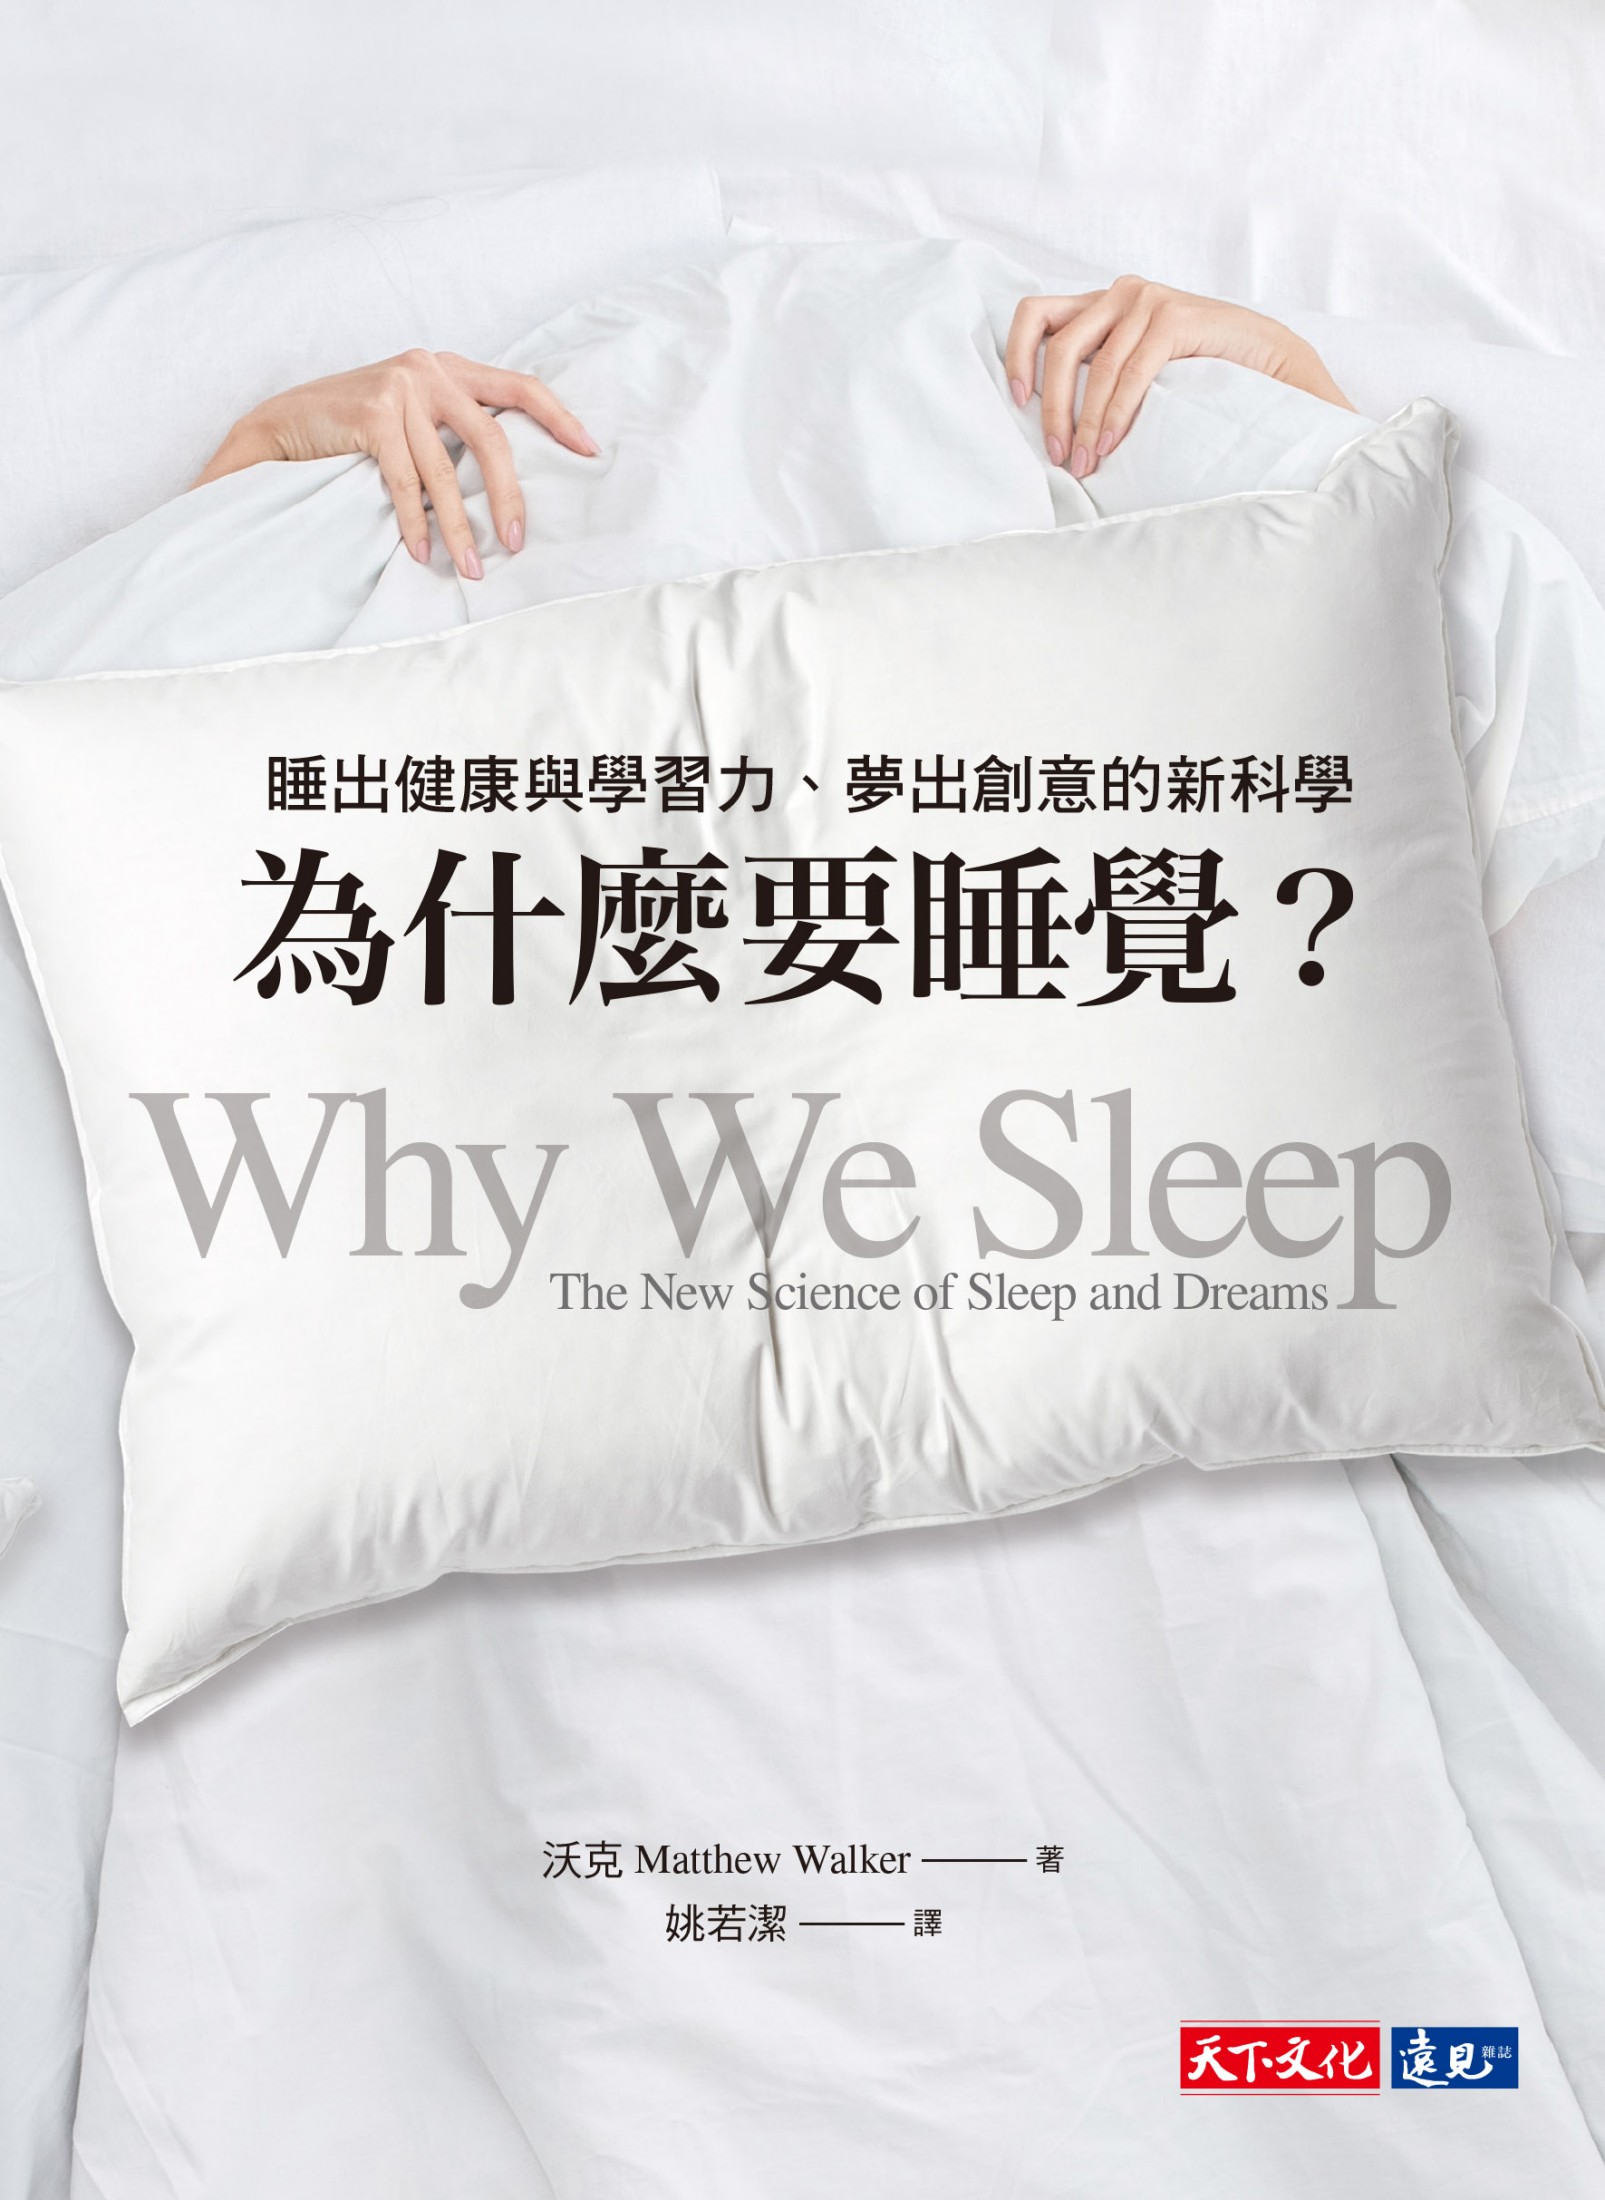 睡出健康與學習力、夢出創意的新科學
為什麼要睡覺？
Why We Sleep
The New Science of Sleep and Dreams
沃克 Matthew Walker —— 著
姚若潔 —— 譯
天下文化 遠見雜誌